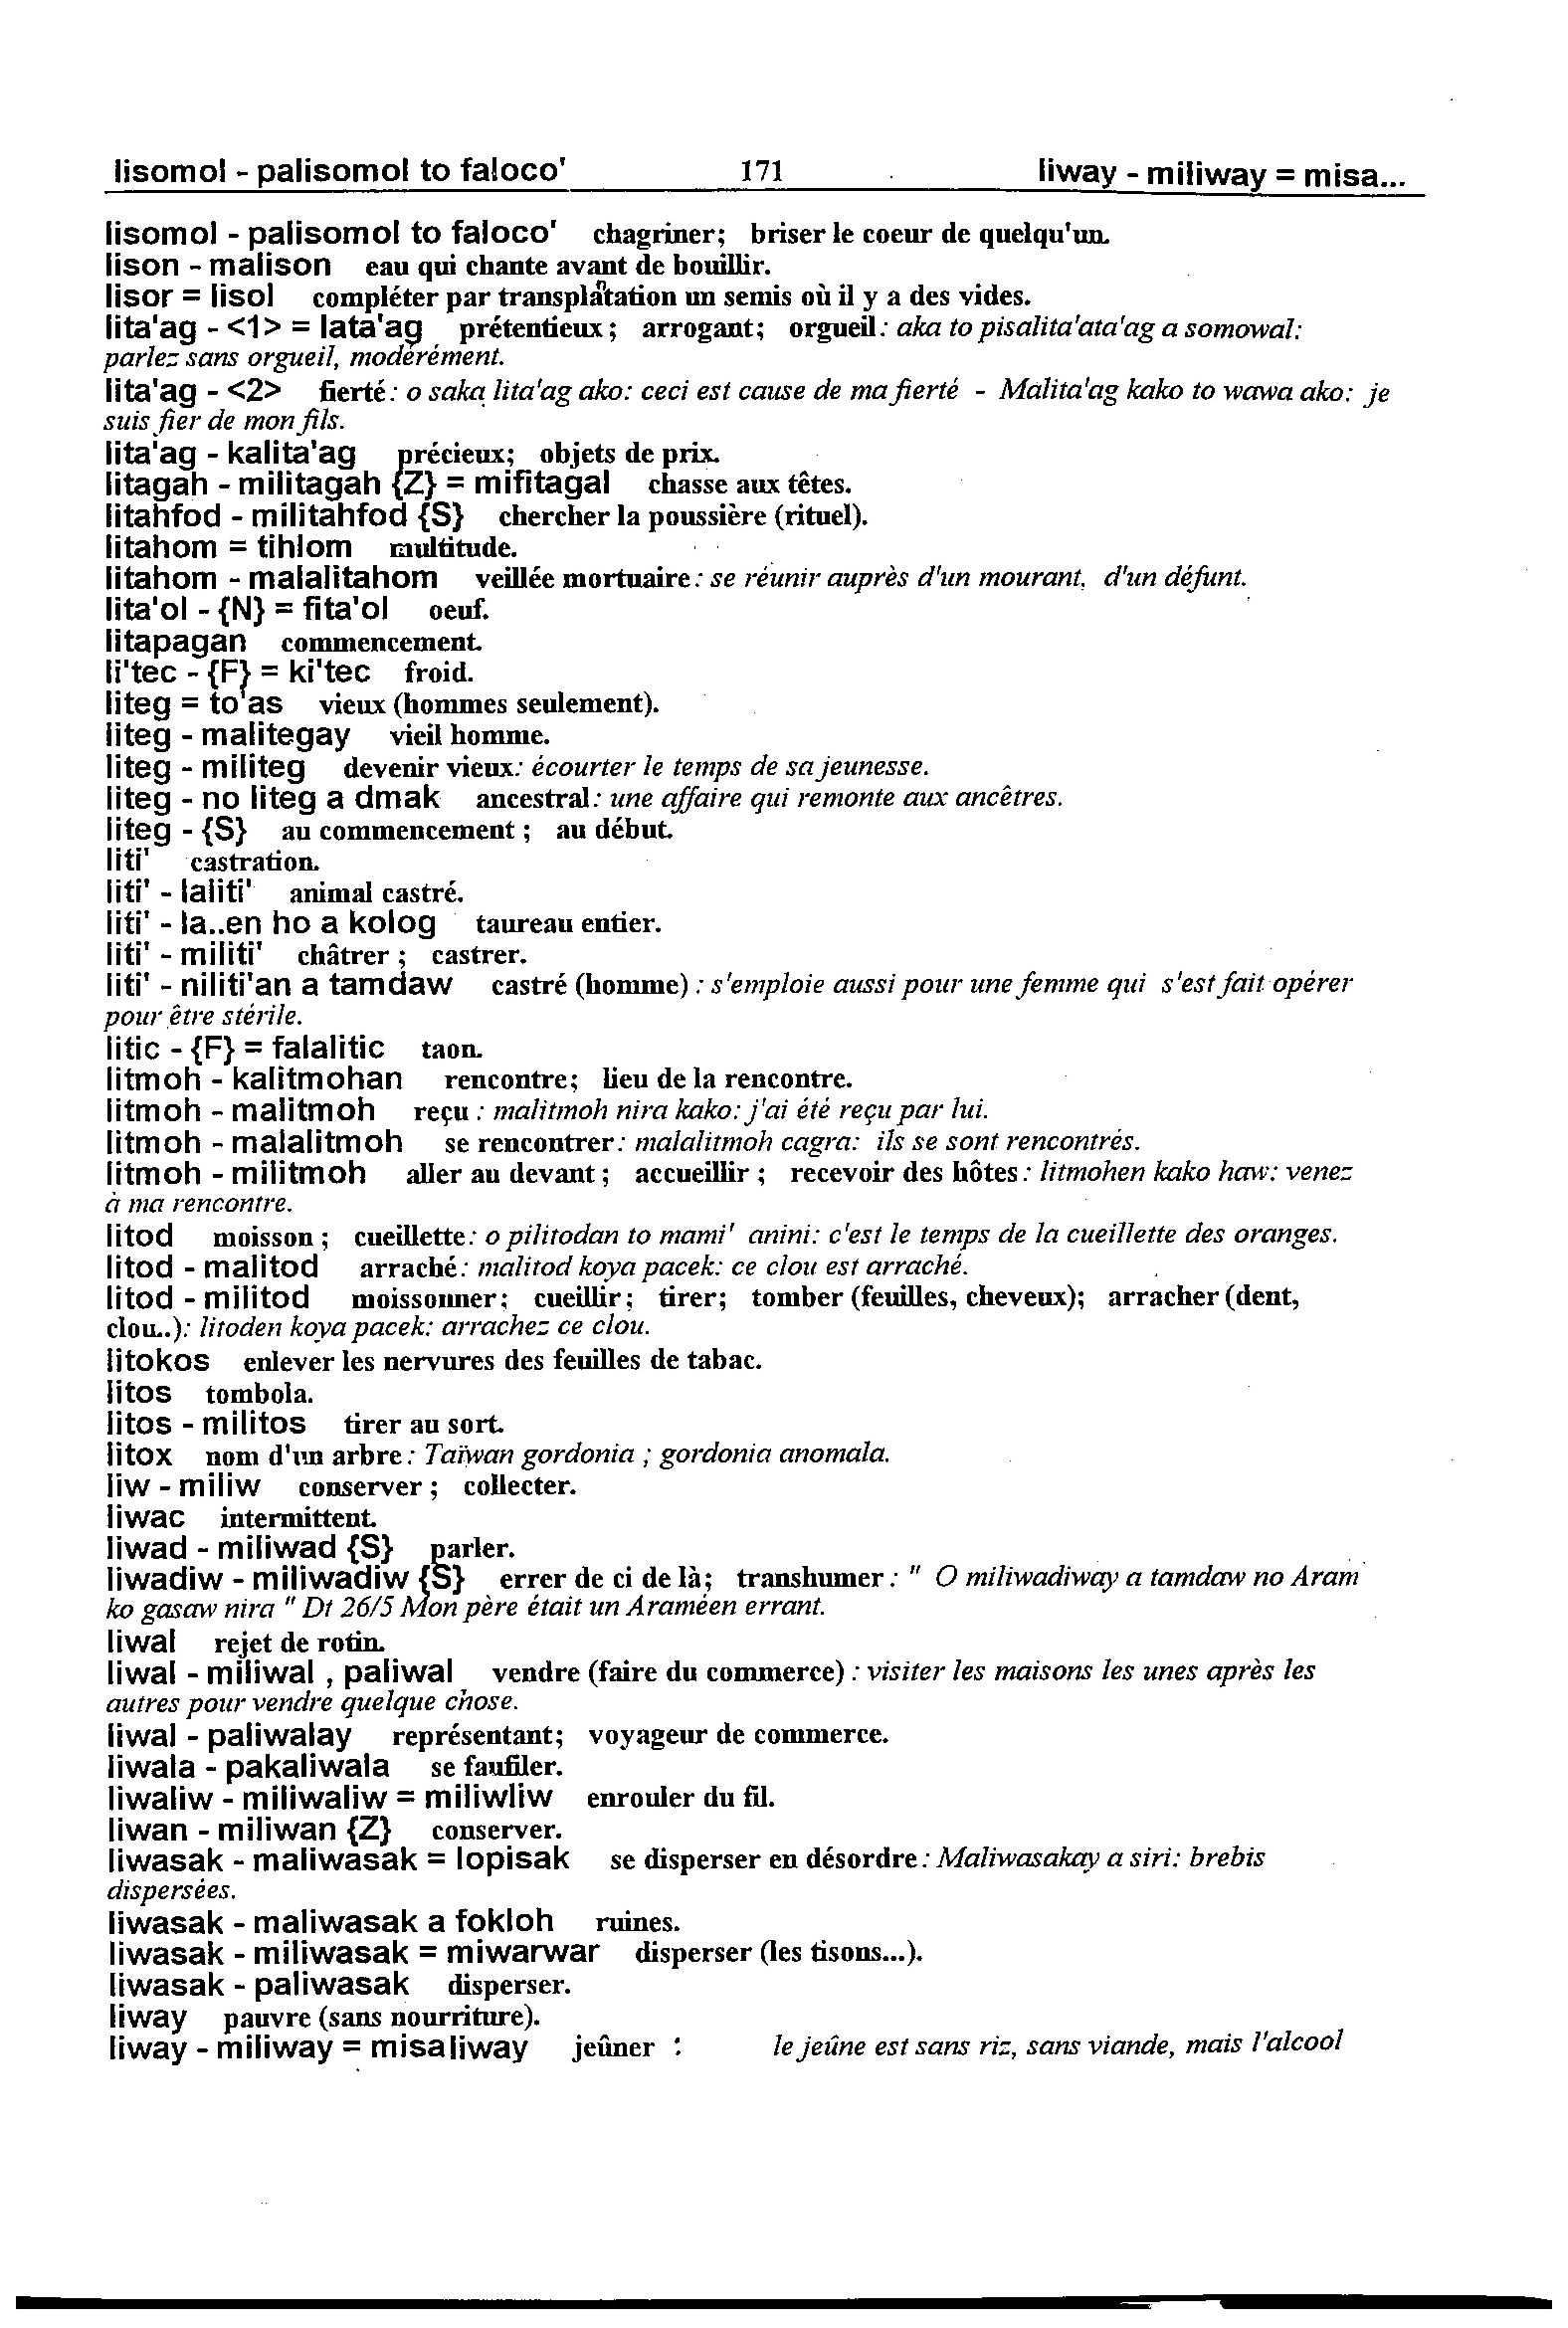 lisomol - palisomol to faloco' 171 liway - miliway = misa...
lisomol - palisomol to faloco' chagriner; briser le coeur de quelqu'un.
lison - malison eau qui chante avant de bouillir.
lisor = lisol compléter par transplantation un semis où il y a des vides.
lita'ag - <1> = lata'ag prétentieux ; arrogant; orgueil: aka to pisalita'ata'ag a somowal:
parlez sans orgueil, modérément.
lita'ag - <2> fierté: o saka lita'ag ako: ceci est cause de ma fierté - Malita'ag kako to wawa ako: je
suis fier de mon fils.
lita'ag - kalita'ag précieux; objets de prix.
litagah - militagah {Z} = mifitagal chasse aux têtes.
litahfod - militahfod {S} chercher la poussière (rituel).
litahom = tihlom multitude.
litahom - malalitahom veillée mortuaire: se réunir auprès d'un mourant, d'un défunt.
lita'ol - {N} = fita'ol oeuf.
litapagan commencement.
li'tec - {F} = ki'tec froid.
liteg = to'as vieux (hommes seulement).
liteg - malitegay vieil homme.
liteg - militeg devenir vieux: écourter le temps de sa jeunesse.
liteg - no liteg a dmak ancestral: une affaire qui remonte aux ancêtres.
liteg - {S} au commencement ; au début.
liti' castration.
liti' - laliti' animal castré.
liti' - la..en ho a kolog taureau entier.
liti' - militi' châtrer ; castrer.
liti' - niliti'an a tamdaw castré (homme) : s'emploie aussi pour une femme qui s'est fait opérer
pour être stérile.
litic - {F} = falalitic taon.
litmoh - kalitmohan rencontre; lieu de la rencontre.
litmoh - malitmoh reçu : malitmoh nira kako: j'ai été reçu par lui.
litmoh - malalitmoh se rencontrer: malalitmoh cagra: ils se sont rencontrés.
litmoh - militmoh aller au devant ; accueillir ; recevoir des hôtes : litmohen kako haw: venez
à ma rencontre.
litod moisson ; cueillette: o pilitodan to mami' anini: c'est le temps de la cueillette des oranges.
litod - malitod arraché: malitod koya pacek: ce clou est arraché.
litod - militod moissonner; cueillir; tirer; tomber (feuilles, cheveux); arracher (dent,
clou..): litoden koya pacek: arrachez ce clou.
litokos enlever les nervures des feuilles de tabac.
litos tombola.
litos - militos tirer au sort.
litox nom d'un arbre : Taïwan gordonia ; gordonia anomala.
liw - miliw conserver ; collecter.
liwac intermittent.
liwad - miliwad {S} parler.
liwadiw - miliwadiw {S} errer de ci de là; transhumer : " O miliwadiway a tamdaw no Aram
ko gasaw nira " Dt 26/5 Mon père était un Araméen errant.
liwal rejet de rotin.
liwal - miliwal , paliwal vendre (faire du commerce) : visiter les maisons les unes après les
autres pour vendre quelque chose.
liwal - paliwalay représentant; voyageur de commerce.
liwala - pakaliwala se faufiler.
liwaliw - miliwaliw = miliwliw enrouler du fil.
liwan - miliwan {Z} conserver.
liwasak - maliwasak = lopisak se disperser en désordre : Maliwasakay a siri: brebis
dispersées.
liwasak - maliwasak a fokloh ruines.
liwasak - miliwasak = miwarwar disperser (les tisons...).
liwasak - paliwasak disperser.
liway pauvre (sans nourriture).
liway - miliway = misaliway jeûner : le jeûne est sans riz, sans viande, mais l'alcool